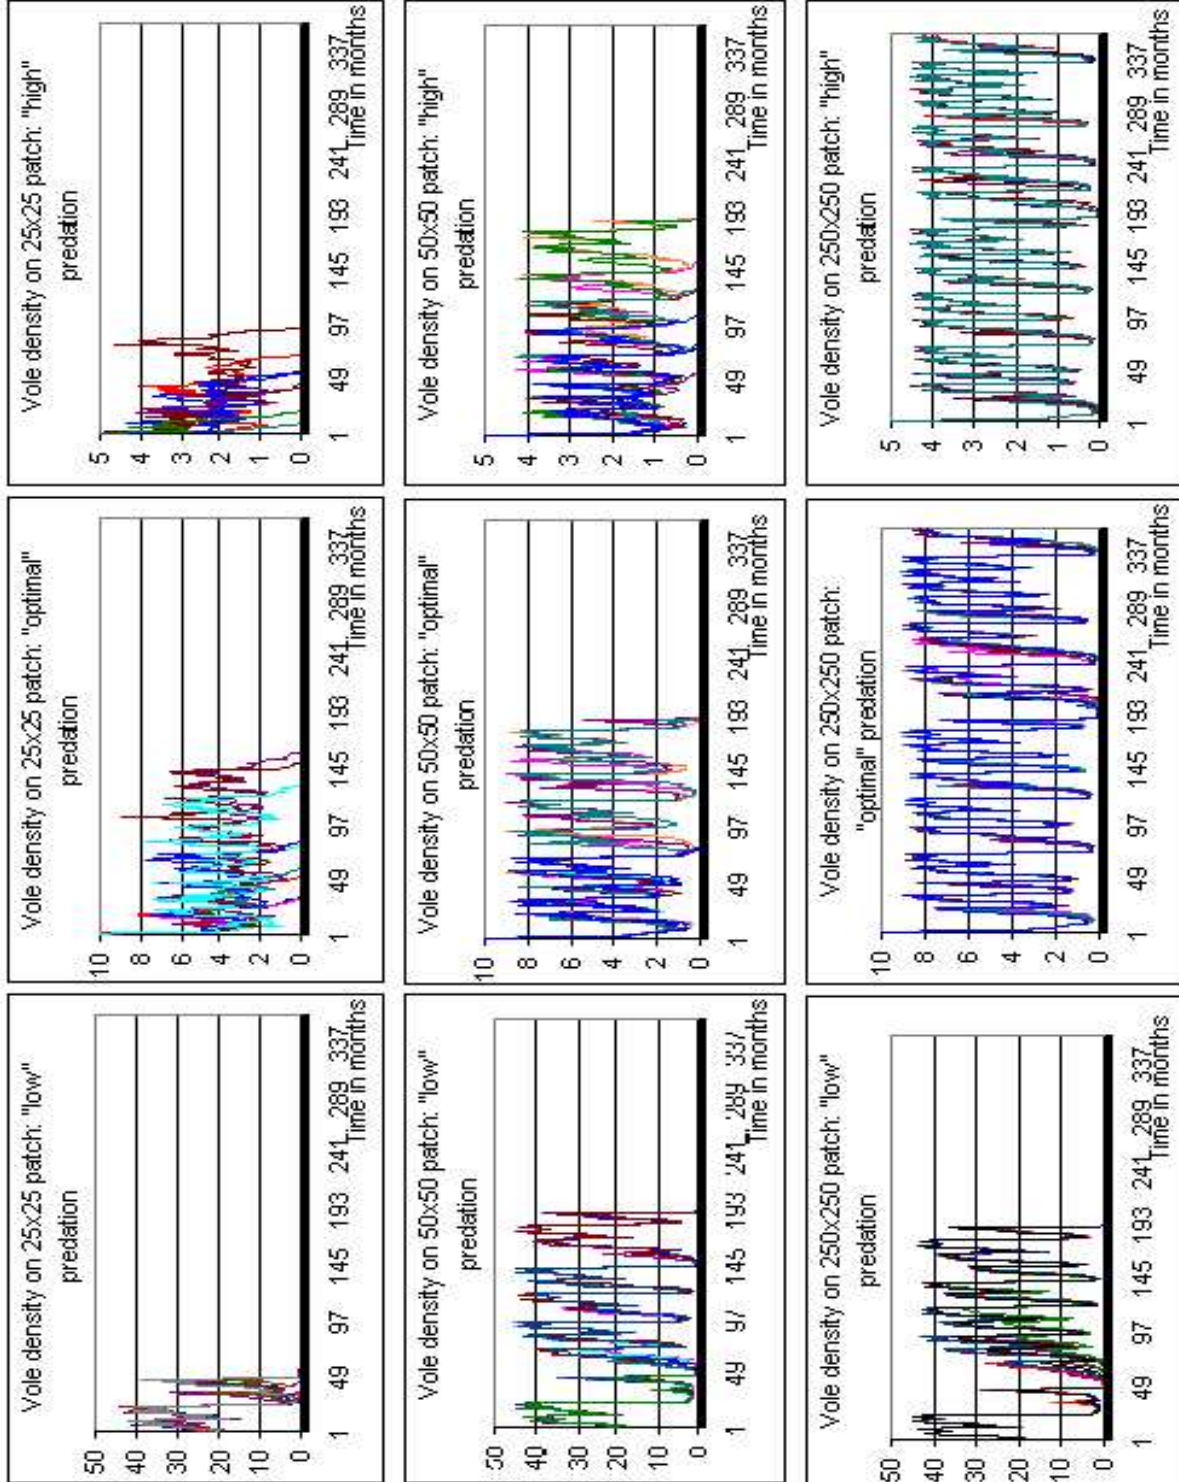 Vole density on 25x25 patch: "low"
predation
50
40
30
20
10
0
1 49 97 145 193 241 289 337
Time in months
Vole density on 25x25 patch: "optimal"
predation
10
8
6
4
2
0
1 49 97 145 193 241 289 337
Time in months
Vole density on 25x25 patch: "high"
predation
5
4
3
2
1
0
1 49 97 145 193 241 289 337
Time in months
Vole density on 50x50 patch: "low"
predation
50
40
30
20
10
0
1 49 97 145 193 241 289 337
Time in months
Vole density on 50x50 patch: "optimal"
predation
10
8
6
4
2
0
1 49 97 145 193 241 289 337
Time in months
Vole density on 50x50 patch: "high"
predation
5
4
3
2
1
0
1 49 97 145 193 241 289 337
Time in months
Vole density on 250x250 patch: "low"
predation
50
40
30
20
10
0
1 49 97 145 193 241 289 337
Time in months
Vole density on 250x250 patch:
"optimal" predation
10
8
6
4
2
0
1 49 97 145 193 241 289 337
Time in months
Vole density on 250x250 patch: "high"
predation
5
4
3
2
1
0
1 49 97 145 193 241 289 337
Time in months